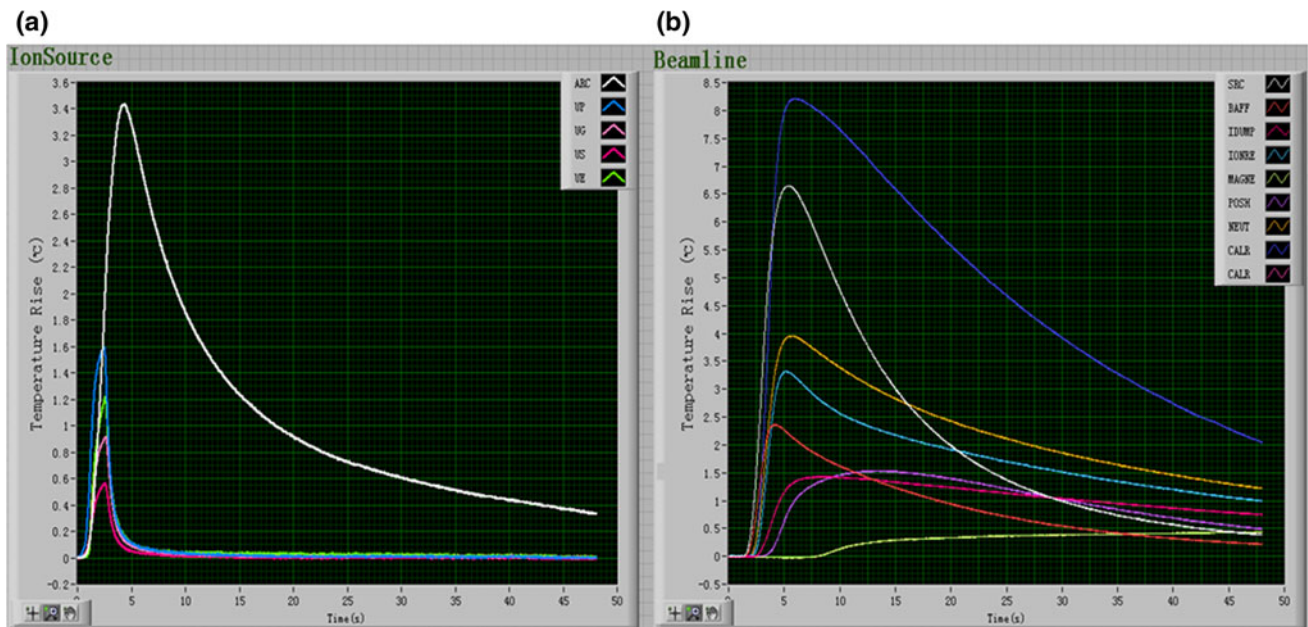 (a)
IonSource
Temperature Rise (℃)
3.6
3.4
3.2
3
2.8
2.6
2.4
2.2
2
1.8
1.6
1.4
1.2
1
0.8
0.6
0.4
0.2
0
-0.2
0
5
10
15
20
25
30
35
40
45
50
Time(s)
ARC
UP
UG
US
UE
(b)
Beamline
Temperature Rise (℃)
8.5
8
7.5
7
6.5
6
5.5
5
4.5
4
3.5
3
2.5
2
1.5
1
0.5
0
-0.5
0
5
10
15
20
25
30
35
40
45
50
Time(s)
SRC
BAFF
IDUMP
IONRE
MAGNE
POSH
NEUT
CALR
CALR